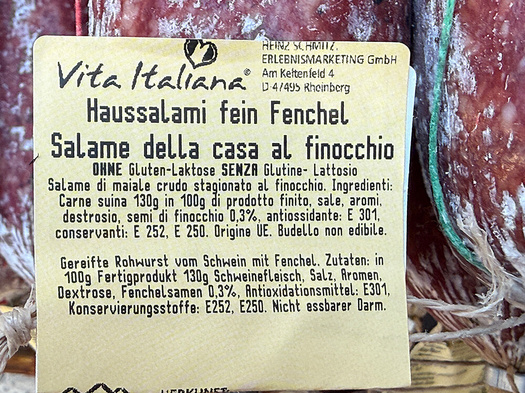 Vita Italiana®
HEINZ SCHMITZ,
ERLEBNISMARKETING GmbH
Am Keltenfeld 4
D-47495 Rheinberg
Haussalami fein Fenchel
Salame della casa al finocchio
OHNE Gluten-Laktose SENZA Glutine- Lattosio
Salame di maiale crudo stagionato al finocchio. Ingredienti:
Carne suina 130g in 100g di prodotto finito, sale, aromi,
destrosio, semi di finocchio 0,3%, antiossidante: E 301,
conservanti: E 252, E 250. Origine UE. Budello non edibile.
Gereifte Rohwurst vom Schwein mit Fenchel. Zutaten: in
100g Fertigprodukt 130g Schweinefleisch, Salz, Aromen,
Dextrose, Fenchelsamen 0,3%, Antioxidationsmittel: E301,
Konservierungsstoffe: E252, E250. Nicht essbarer Darm.
HERKUNFT